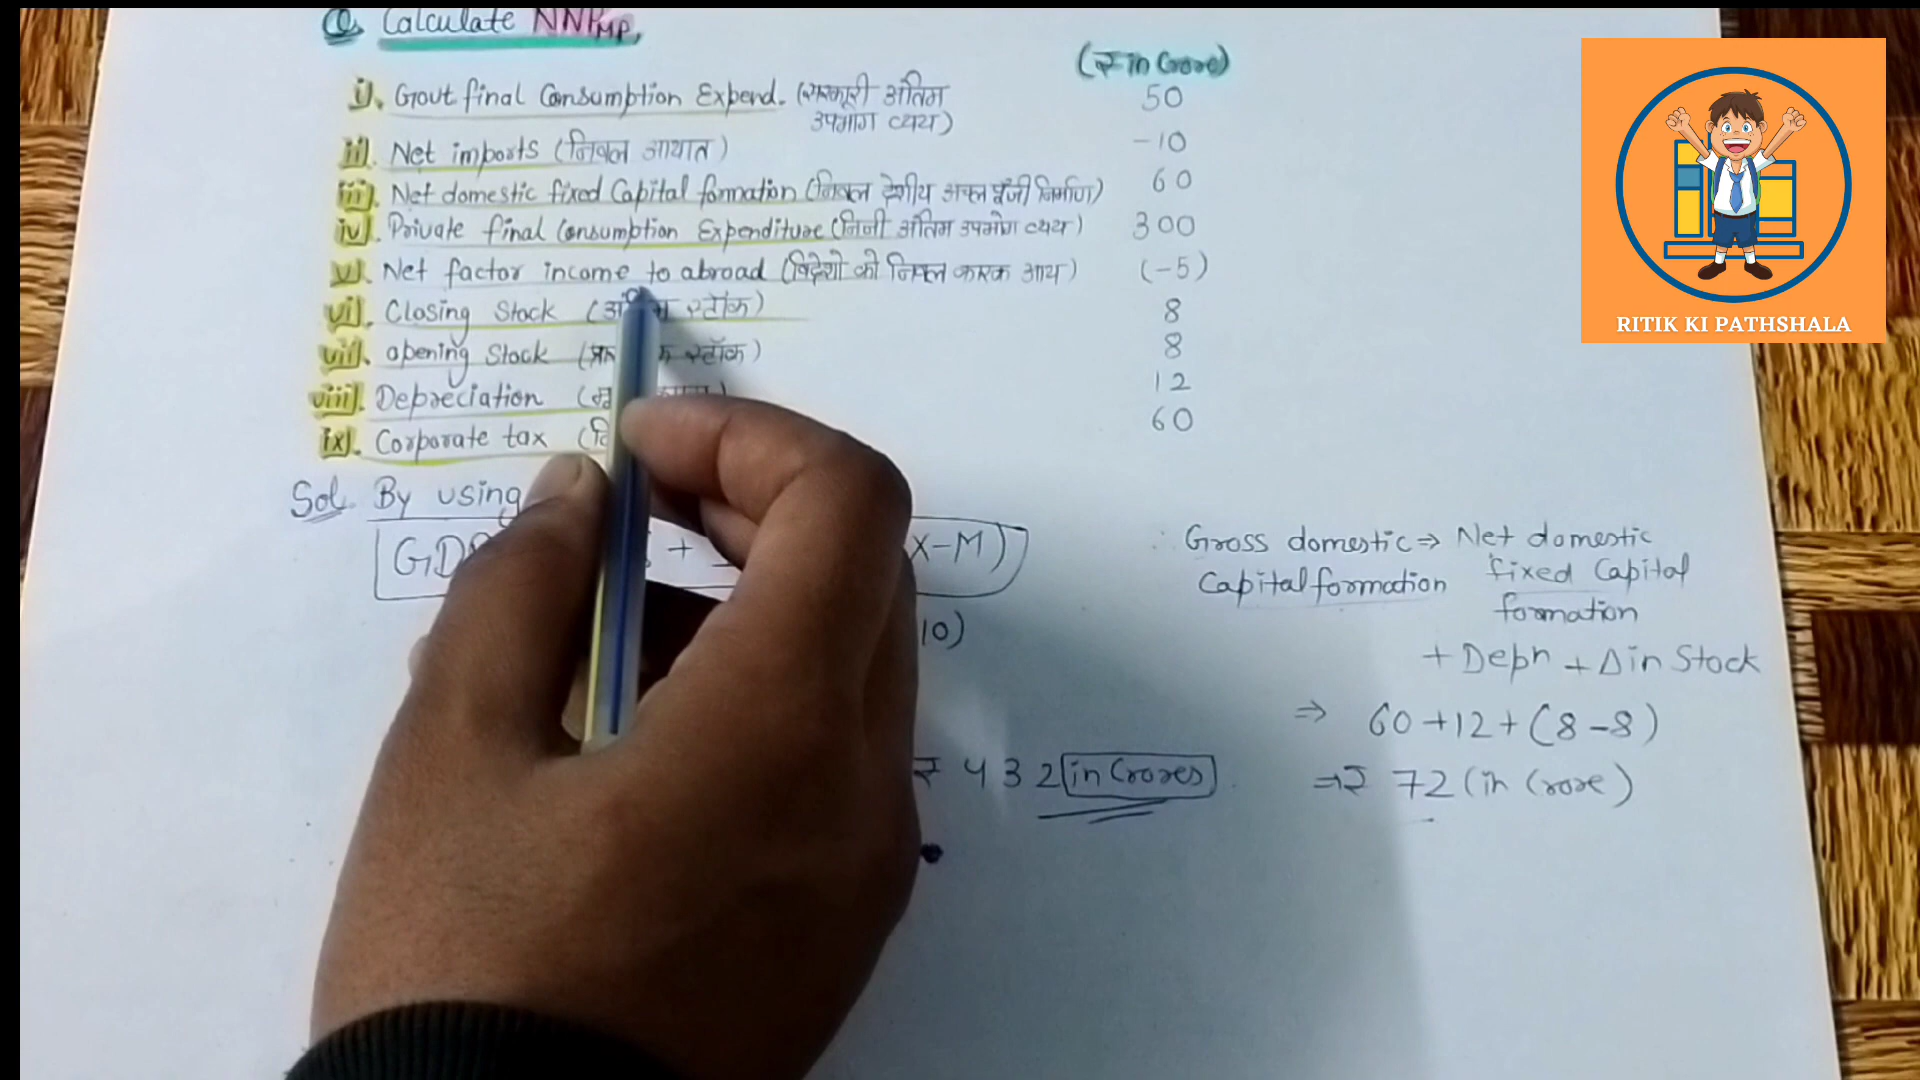 Q. Calculate NNPMP,
(₹ in Crore)
i). Govt final Consumption Expend. (सरकारी अंतिम उपभोग व्यय) 50
ii). Net imports (निवल आयात) -10
iii). Net domestic fixed Capital formation (निवल देशीय अचल पूंजी निर्माण) 60
iv). Private final Consumption Expenditure (निजी अंतिम उपभोग व्यय) 300
v). Net factor income to abroad (विदेशो को निवल कारक आय) (-5)
vi). Closing Stock स्टॉक) 8
vii). opening Stock स्टॉक) 8
viii). Depreciation 12
ix). Corporate tax 60
Sol. By using
+ X-M)
10)
₹ 432 in Crores
Gross domestic ⇒ Net domestic
Capital formation fixed Capital
formation
+ Depn + Δ in Stock
⇒ 60+12+(8-8)
⇒₹ 72 (in Crore)
RITIK KI PATHSHALA